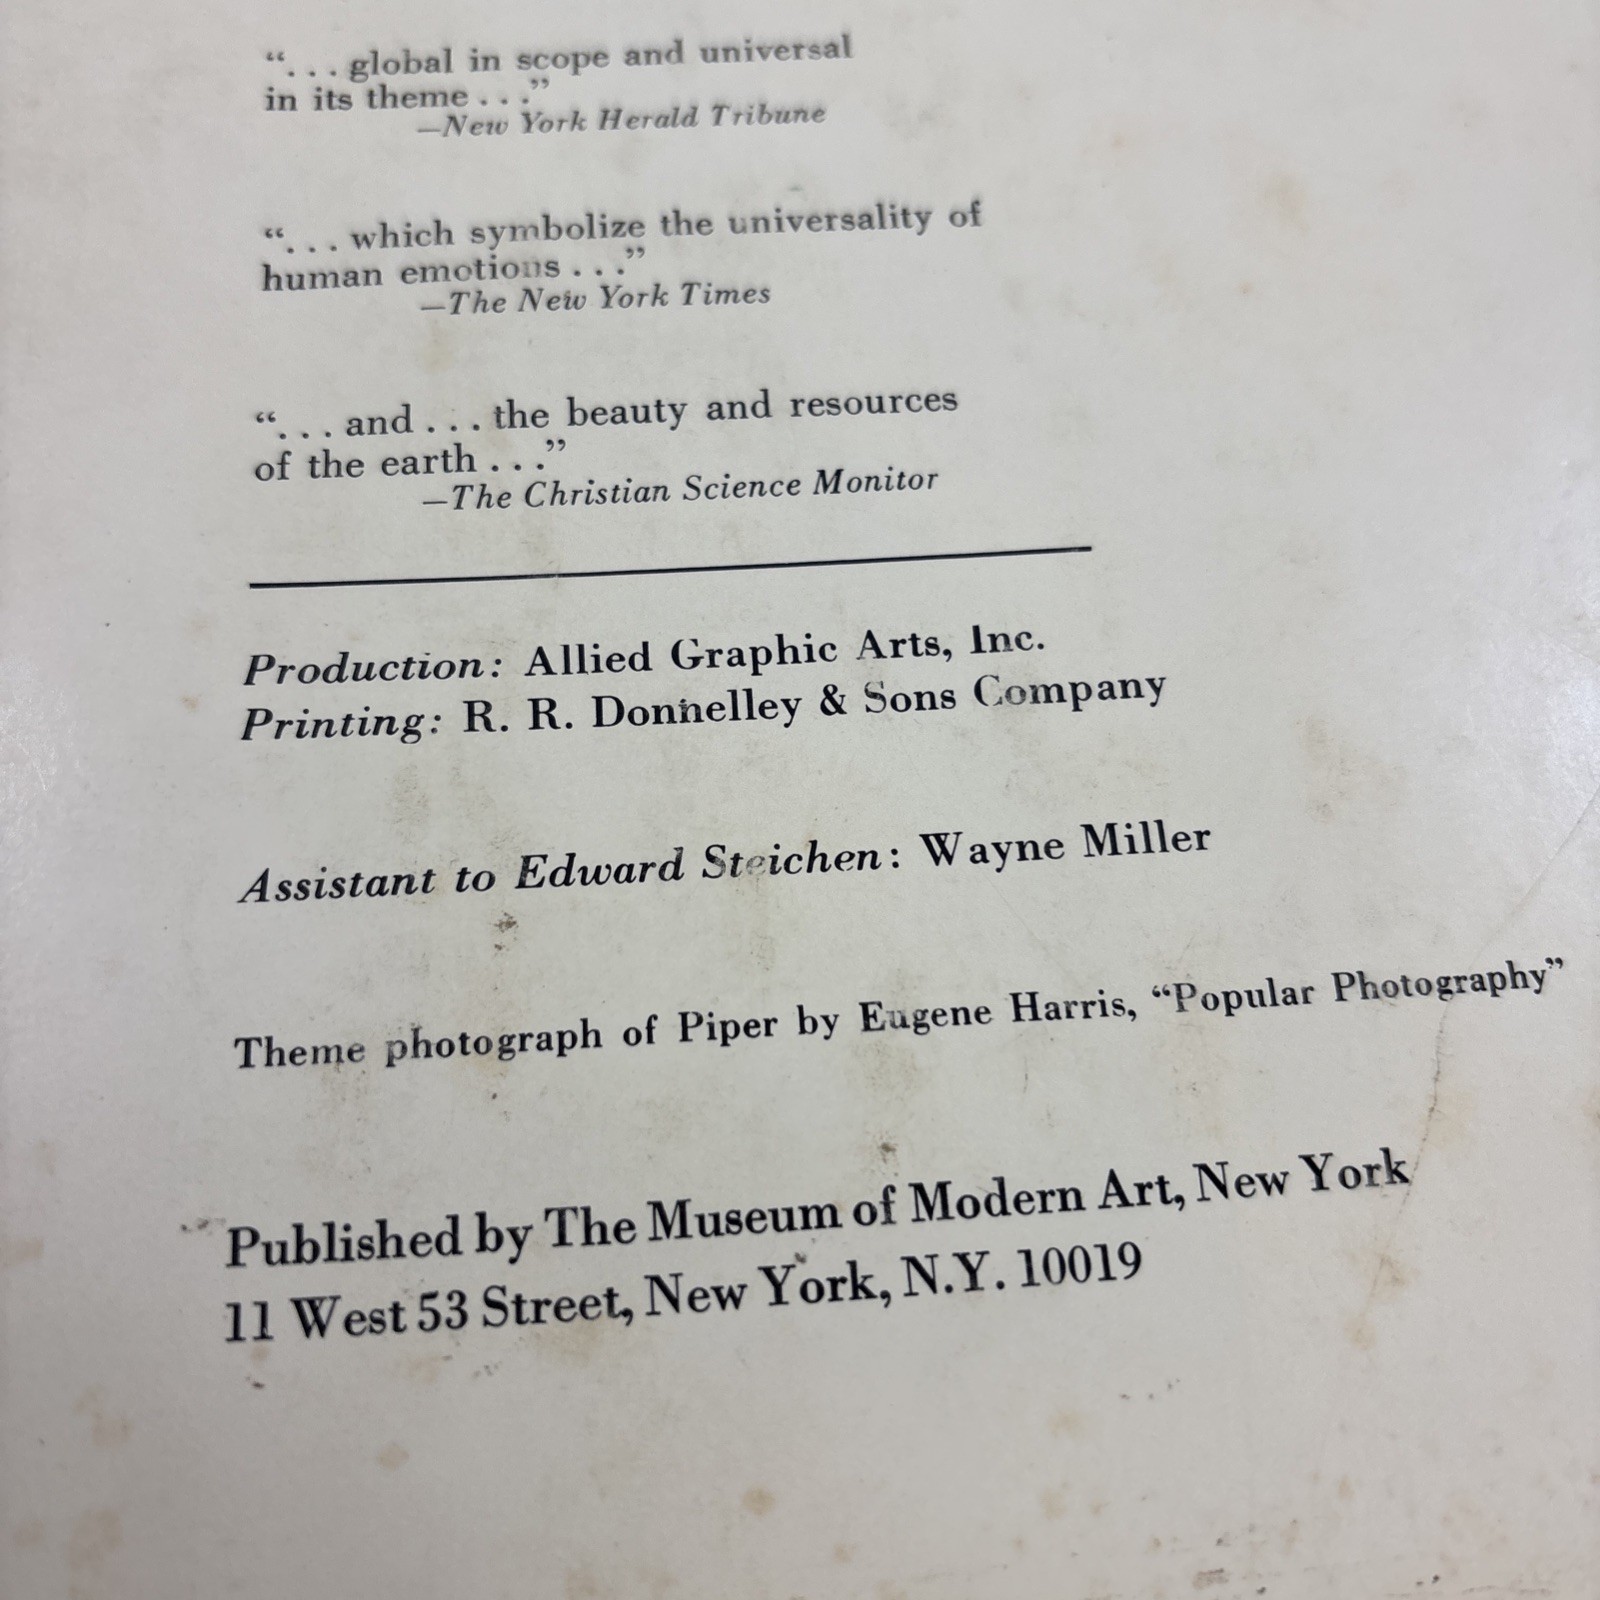 “. . . global in scope and universal
in its theme . . .”
—New York Herald Tribune
“. . . which symbolize the universality of
human emotions . . .”
—The New York Times
“. . . and . . . the beauty and resources
of the earth . . .”
—The Christian Science Monitor
Production: Allied Graphic Arts, Inc.
Printing: R. R. Donnelley & Sons Company
Assistant to Edward Steichen: Wayne Miller
Theme photograph of Piper by Eugene Harris, “Popular Photography”
Published by The Museum of Modern Art, New York
11 West 53 Street, New York, N.Y. 10019